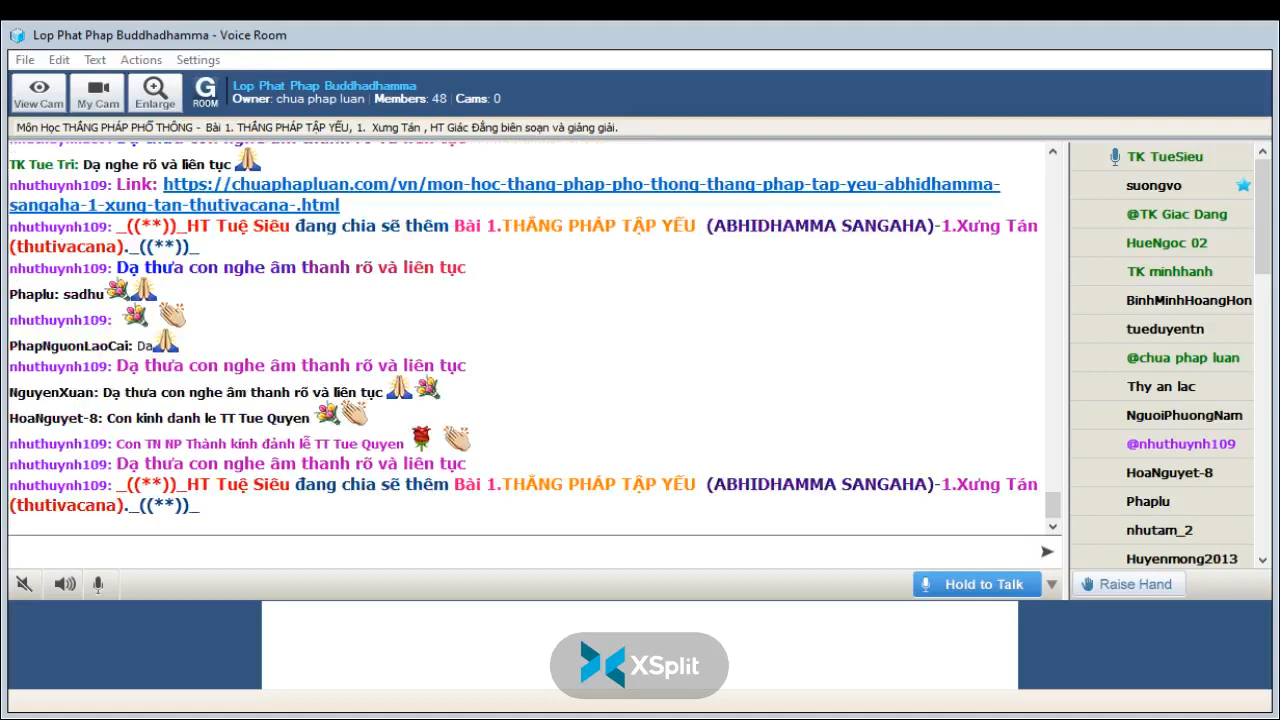 Lop Phat Phap Buddhadhamma - Voice Room
File Edit Text Actions Settings
View Cam My Cam Enlarge G ROOM
Lop Phat Phap Buddhadhamma
Owner: chua phap luan | Members: 48 | Cams: 0
Môn Học THẮNG PHÁP PHỔ THÔNG - Bài 1. THẮNG PHÁP TẬP YẾU, 1. Xưng Tán , HT Giác Đẳng biên soạn và giảng giải.
TK Tue Tri: Dạ nghe rõ và liên tục
nhuthuynh109: Link: https://chuaphapluan.com/vn/mon-hoc-thang-phap-pho-thong-thang-phap-tap-yeu-abhidhamma-
sangaha-1-xung-tan-thutivacana-.html
nhuthuynh109: _((**))_HT Tuệ Siêu đang chia sẽ thêm Bài 1.THẮNG PHÁP TẬP YẾU (ABHIDHAMMA SANGAHA)-1.Xưng Tán
(thutivacana)._((**))_
nhuthuynh109: Dạ thưa con nghe âm thanh rõ và liên tục
Phaplu: sadhu
nhuthuynh109:
PhapNguonLaoCai: Da
nhuthuynh109: Dạ thưa con nghe âm thanh rõ và liên tục
NguyenXuan: Dạ thưa con nghe âm thanh rõ và liên tục
HoaNguyet-8: Con kinh danh le TT Tue Quyen
nhuthuynh109: Con TN NP Thành kính đảnh lễ TT Tue Quyen
nhuthuynh109: Dạ thưa con nghe âm thanh rõ và liên tục
nhuthuynh109: _((**))_HT Tuệ Siêu đang chia sẽ thêm Bài 1.THẮNG PHÁP TẬP YẾU (ABHIDHAMMA SANGAHA)-1.Xưng Tán
(thutivacana)._((**))_
TK TueSieu
suongvo
@TK Giac Dang
HueNgoc 02
TK minhhanh
BinhMinhHoangHon
tueduyentn
@chua phap luan
Thy an lac
NguoiPhuongNam
@nhuthuynh109
HoaNguyet-8
Phaplu
nhutam_2
Huyenmong2013
Hold to Talk
Raise Hand
XSplit